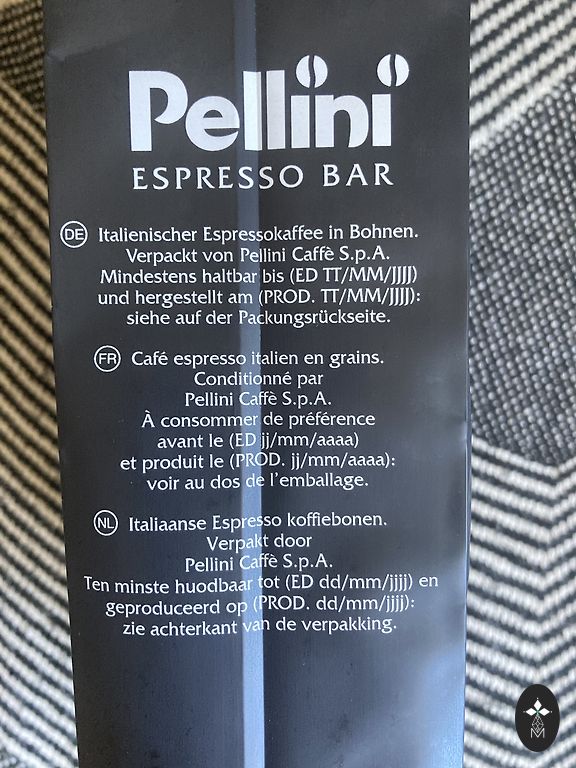 Pellini
ESPRESSO BAR
DE Italienischer Espressokaffee in Bohnen.
Verpackt von Pellini Caffè S.p.A.
Mindestens haltbar bis (ED TT/MM/JJJJ)
und hergestellt am (PROD. TT/MM/JJJJ):
siehe auf der Packungsrückseite.
FR Café espresso italien en grains.
Conditionné par
Pellini Caffè S.p.A.
À consommer de préférence
avant le (ED jj/mm/aaaa)
et produit le (PROD. jj/mm/aaaa):
voir au dos de l'emballage.
NL Italiaanse Espresso koffiebonen.
Verpakt door
Pellini Caffè S.p.A.
Ten minste huodbaar tot (ED dd/mm/jjjj) en
geproduceerd op (PROD. dd/mm/jjjj):
zie achterkant van de verpakking.
M